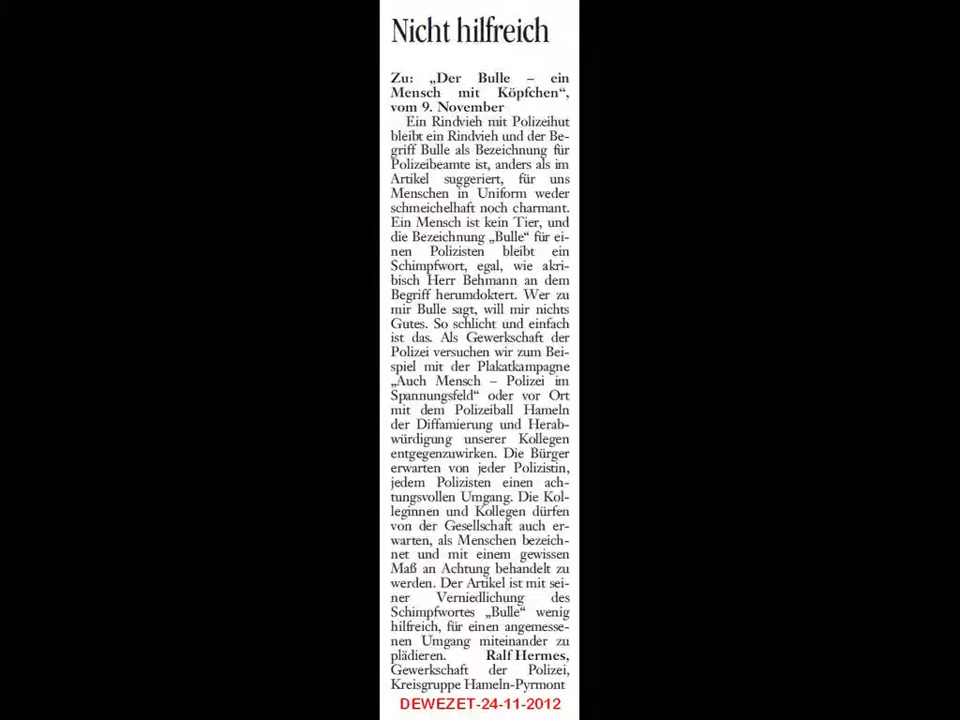 Nicht hilfreich
Zu: „Der Bulle – ein
Mensch mit Köpfchen“,
vom 9. November
Ein Rindvieh mit Polizeihut
bleibt ein Rindvieh und der Be-
griff Bulle als Bezeichnung für
Polizeibeamte ist, anders als im
Artikel suggeriert, für uns
Menschen in Uniform weder
schmeichelhaft noch charmant.
Ein Mensch ist kein Tier, und
die Bezeichnung „Bulle“ für ei-
nen Polizisten bleibt ein
Schimpfwort, egal, wie akri-
bisch Herr Behmann an dem
Begriff herumdoktert. Wer zu
mir Bulle sagt, will mir nichts
Gutes. So schlicht und einfach
ist das. Als Gewerkschaft der
Polizei versuchen wir zum Bei-
spiel mit der Plakatkampagne
„Auch Mensch – Polizei im
Spannungsfeld“ oder vor Ort
mit dem Polizeiball Hameln
der Diffamierung und Herab-
würdigung unserer Kollegen
entgegenzuwirken. Die Bürger
erwarten von jeder Polizistin,
jedem Polizisten einen ach-
tungsvollen Umgang. Die Kol-
leginnen und Kollegen dürfen
von der Gesellschaft auch er-
warten, als Menschen bezeich-
net und mit einem gewissen
Maß an Achtung behandelt zu
werden. Der Artikel ist mit sei-
ner Verniedlichung des
Schimpfwortes „Bulle“ wenig
hilfreich, für einen angemesse-
nen Umgang miteinander zu
plädieren. Ralf Hermes,
Gewerkschaft der Polizei,
Kreisgruppe Hameln-Pyrmont
DEWEZET-24-11-2012